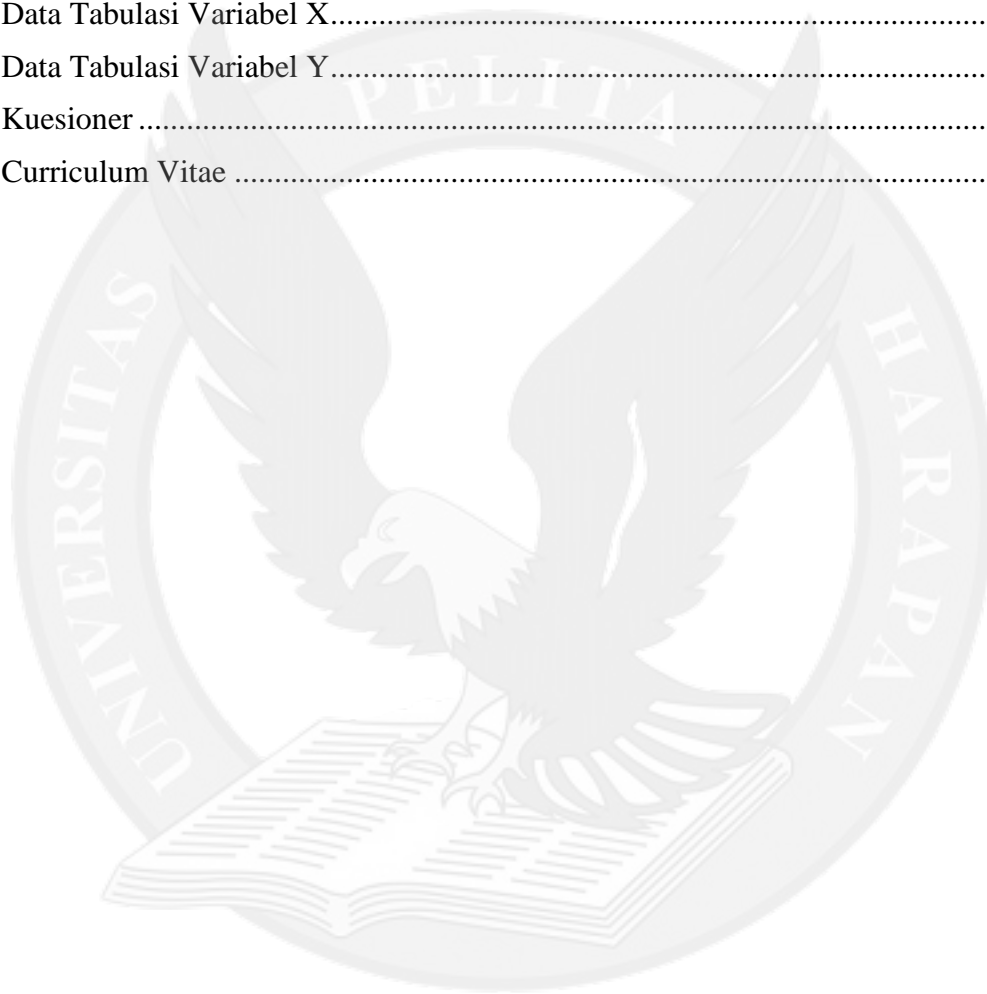 Data Tabulasi Variabel X..................................................................................................
Data Tabulasi Variabel Y..................................................................................................
Kuesioner ...............................................................................................................................
Curriculum Vitae .................................................................................................................
UNIVERSITAS PELITA HARAPAN